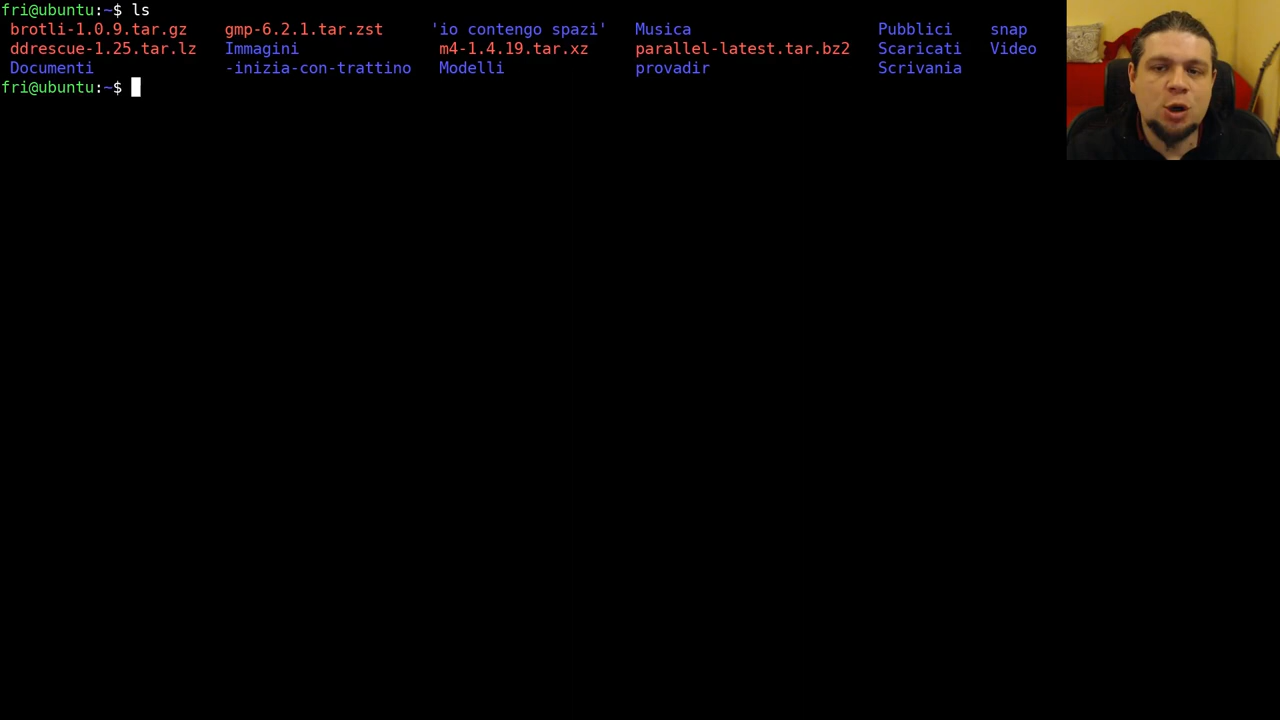 fri@ubuntu:~$ ls
brotli-1.0.9.tar.gz gmp-6.2.1.tar.zst 'io contengo spazi' Musica Pubblici snap
ddrescue-1.25.tar.lz Immagini m4-1.4.19.tar.xz parallel-latest.tar.bz2 Scaricati Video
Documenti -inizia-con-trattino Modelli provadir Scrivania
fri@ubuntu:~$